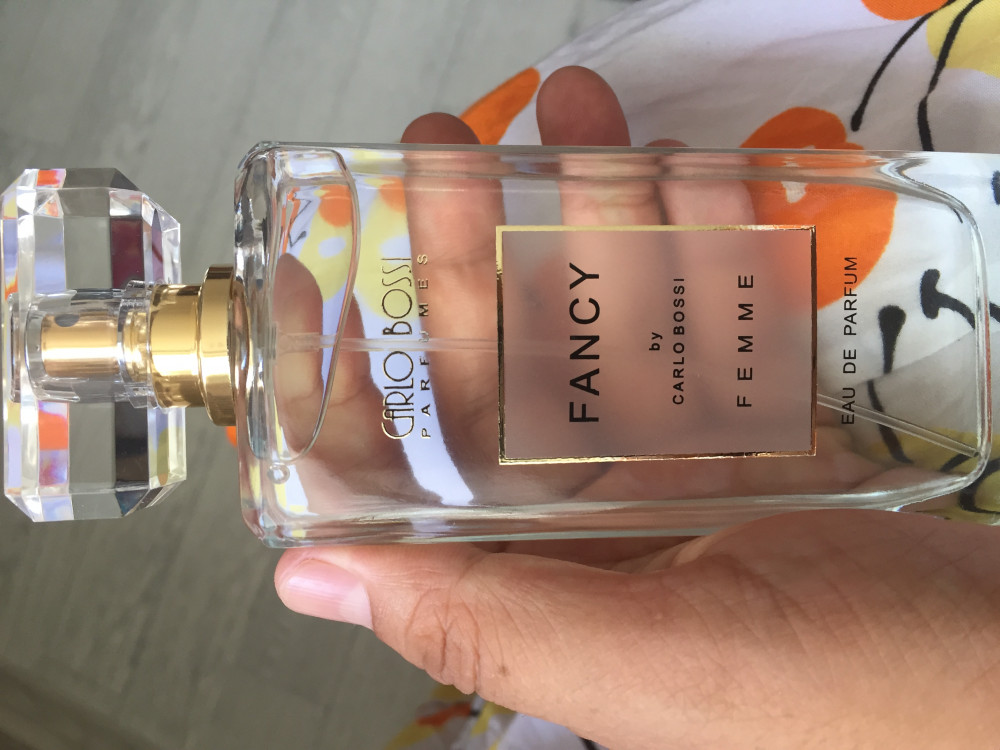 CARLO BOSSI
PARFUMES
FANCY
by
CARLO BOSSI
FEMME
EAU DE PARFUM